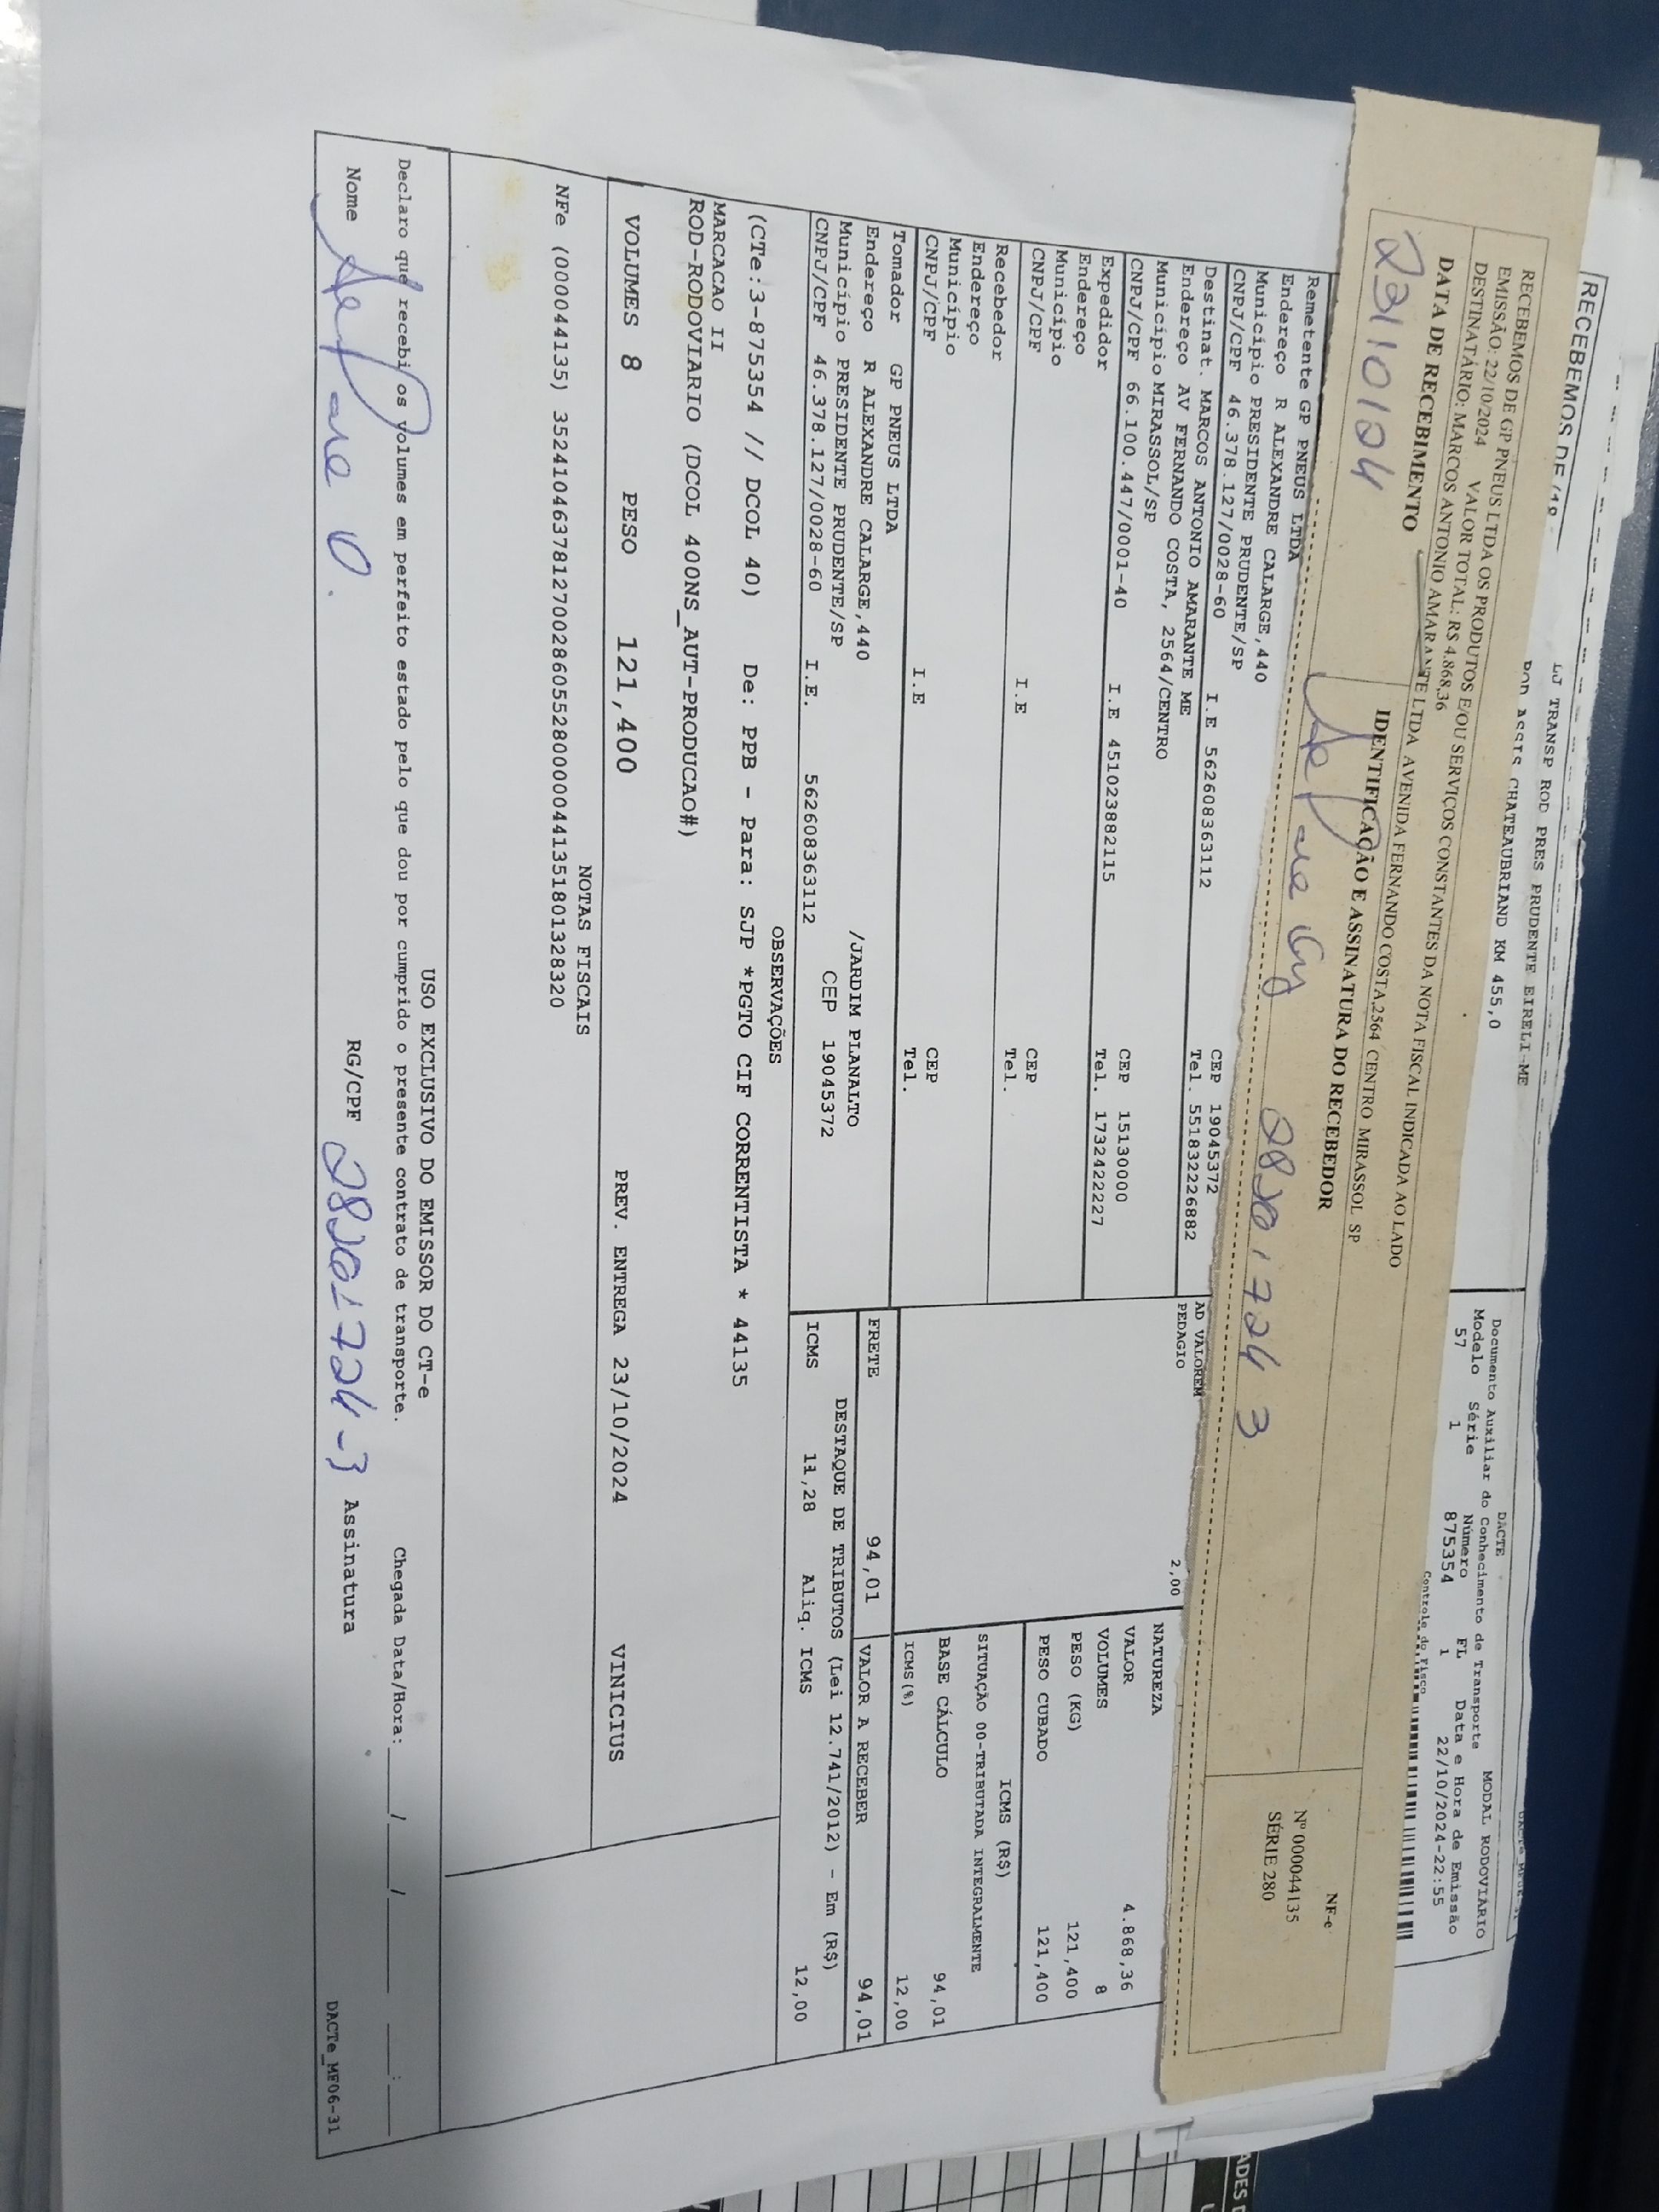 RECEBEMOS DE
LJ TRANSP ROD PRES PRUDENTE EIRELI-ME
ROD ASSIS CHATEAUBRIAND KM 455,0
DACTE
Documento Auxiliar do Conhecimento de Transporte
MODAL RODOVIÁRIO
Modelo Série Número FL Data e Hora de Emissão
57 1 875354 1 22/10/2024-22:55
Controle do Fisco
RECEBEMOS DE GP PNEUS LTDA OS PRODUTOS E/OU SERVIÇOS CONSTANTES DA NOTA FISCAL INDICADA AO LADO
EMISSÃO: 22/10/2024 VALOR TOTAL: R$ 4.868,36
DESTINATÁRIO: MARCOS ANTONIO AMARANTE LTDA AVENIDA FERNANDO COSTA,2564 CENTRO MIRASSOL SP
DATA DE RECEBIMENTO
IDENTIFICAÇÃO E ASSINATURA DO RECEBEDOR
NF-e
Nº 000044135
SÉRIE 280
23/10/24
Remetente GP PNEUS LTDA
Endereço R ALEXANDRE CALARGE,440
Município PRESIDENTE PRUDENTE/SP CEP 19045372
CNPJ/CPF 46.378.127/0028-60 I.E 562608363112 Tel. 551832226882
Destinat. MARCOS ANTONIO AMARANTE ME
Endereço AV FERNANDO COSTA, 2564/CENTRO
Município MIRASSOL/SP CEP 15130000
CNPJ/CPF 66.100.447/0001-40 I.E 451023882115 Tel. 1732422227
Expedidor
Endereço
Município CEP
CNPJ/CPF I.E Tel.
Recebedor
Endereço
Município CEP
CNPJ/CPF I.E Tel.
Tomador GP PNEUS LTDA
Endereço R ALEXANDRE CALARGE,440 /JARDIM PLANALTO
Município PRESIDENTE PRUDENTE/SP CEP 19045372
CNPJ/CPF 46.378.127/0028-60 I.E. 562608363112
AD VALOREM
PEDAGIO 2,00
NATUREZA
VALOR 4.868,36
VOLUMES 8
PESO (KG) 121,400
PESO CUBADO 121,400
ICMS (R$)
SITUAÇÃO 00-TRIBUTADA INTEGRALMENTE
BASE CÁLCULO 94,01
ICMS(%) 12,00
FRETE 94,01 VALOR A RECEBER 94,01
DESTAQUE DE TRIBUTOS (Lei 12.741/2012) - Em (R$)
ICMS 11,28 Aliq. ICMS 12,00
OBSERVAÇÕES
(CTe:3-875354 // DCOL 40) De: PPB - Para: SJP *PGTO CIF CORRENTISTA * 44135
MARCACAO II
ROD-RODOVIARIO (DCOL 400NS_AUT-PRODUCAO#)
VOLUMES 8 PESO 121,400 PREV. ENTREGA 23/10/2024 VINICIUS
NOTAS FISCAIS
NFe (000044135) 35241046378127002860552800000441351801328320
USO EXCLUSIVO DO EMISSOR DO CT-e
Declaro que recebi os volumes em perfeito estado pelo que dou por cumprido o presente contrato de transporte. Chegada Data/Hora:
Nome RG/CPF Assinatura
DACTe_MF06-31